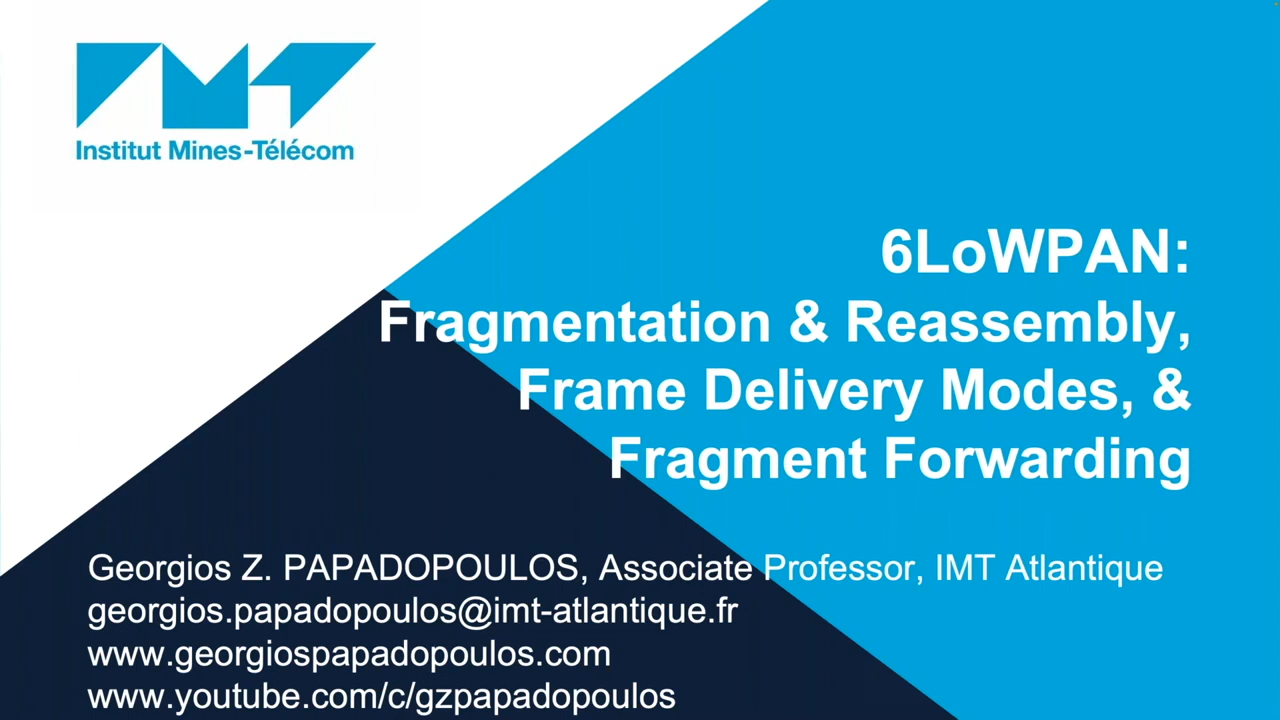 IMT
Institut Mines-Télécom
6LoWPAN:
Fragmentation & Reassembly,
Frame Delivery Modes, &
Fragment Forwarding
Georgios Z. PAPADOPOULOS, Associate Professor, IMT Atlantique
georgios.papadopoulos@imt-atlantique.fr
www.georgiospapadopoulos.com
www.youtube.com/c/gzpapadopoulos